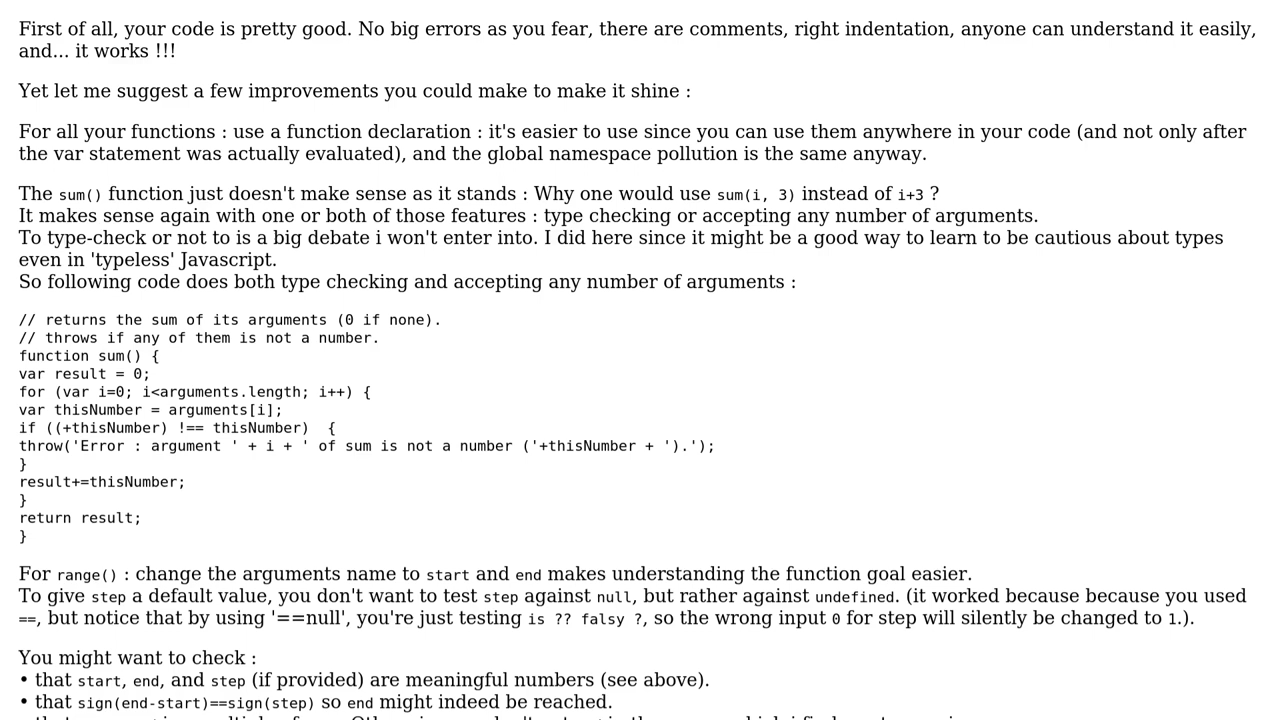 First of all, your code is pretty good. No big errors as you fear, there are comments, right indentation, anyone can understand it easily,
and... it works !!!
Yet let me suggest a few improvements you could make to make it shine :
For all your functions : use a function declaration : it's easier to use since you can use them anywhere in your code (and not only after
the var statement was actually evaluated), and the global namespace pollution is the same anyway.
The sum() function just doesn't make sense as it stands : Why one would use sum(i, 3) instead of i+3 ?
It makes sense again with one or both of those features : type checking or accepting any number of arguments.
To type-check or not to is a big debate i won't enter into. I did here since it might be a good way to learn to be cautious about types
even in 'typeless' Javascript.
So following code does both type checking and accepting any number of arguments :
// returns the sum of its arguments (0 if none).
// throws if any of them is not a number.
function sum() {
var result = 0;
for (var i=0; i<arguments.length; i++) {
var thisNumber = arguments[i];
if ((+thisNumber) !== thisNumber)  {
throw('Error : argument ' + i + ' of sum is not a number ('+thisNumber + ').');
}
result+=thisNumber;
}
return result;
}
For range() : change the arguments name to start and end makes understanding the function goal easier.
To give step a default value, you don't want to test step against null, but rather against undefined. (it worked because because you used
==, but notice that by using '==null', you're just testing is ?? falsy ?, so the wrong input 0 for step will silently be changed to 1.).
You might want to check :
• that start, end, and step (if provided) are meaningful numbers (see above).
• that sign(end-start)==sign(step) so end might indeed be reached.